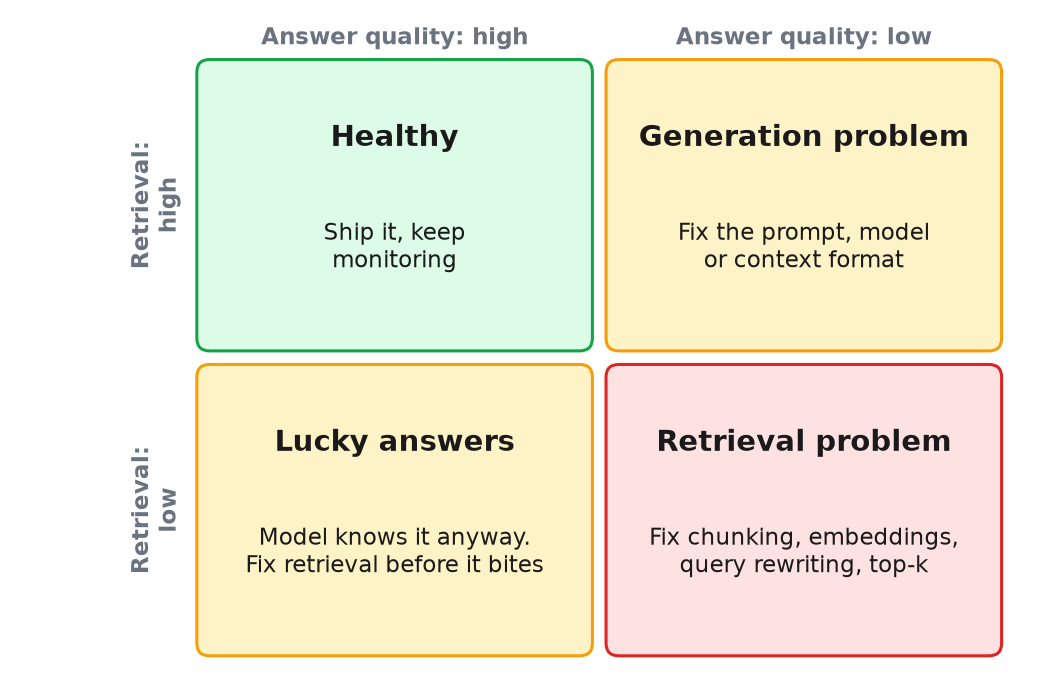 Answer quality: high
Answer quality: low
Retrieval:
high
Healthy
Ship it, keep
monitoring
Generation problem
Fix the prompt, model
or context format
Retrieval:
low
Lucky answers
Model knows it anyway.
Fix retrieval before it bites
Retrieval problem
Fix chunking, embeddings,
query rewriting, top-k